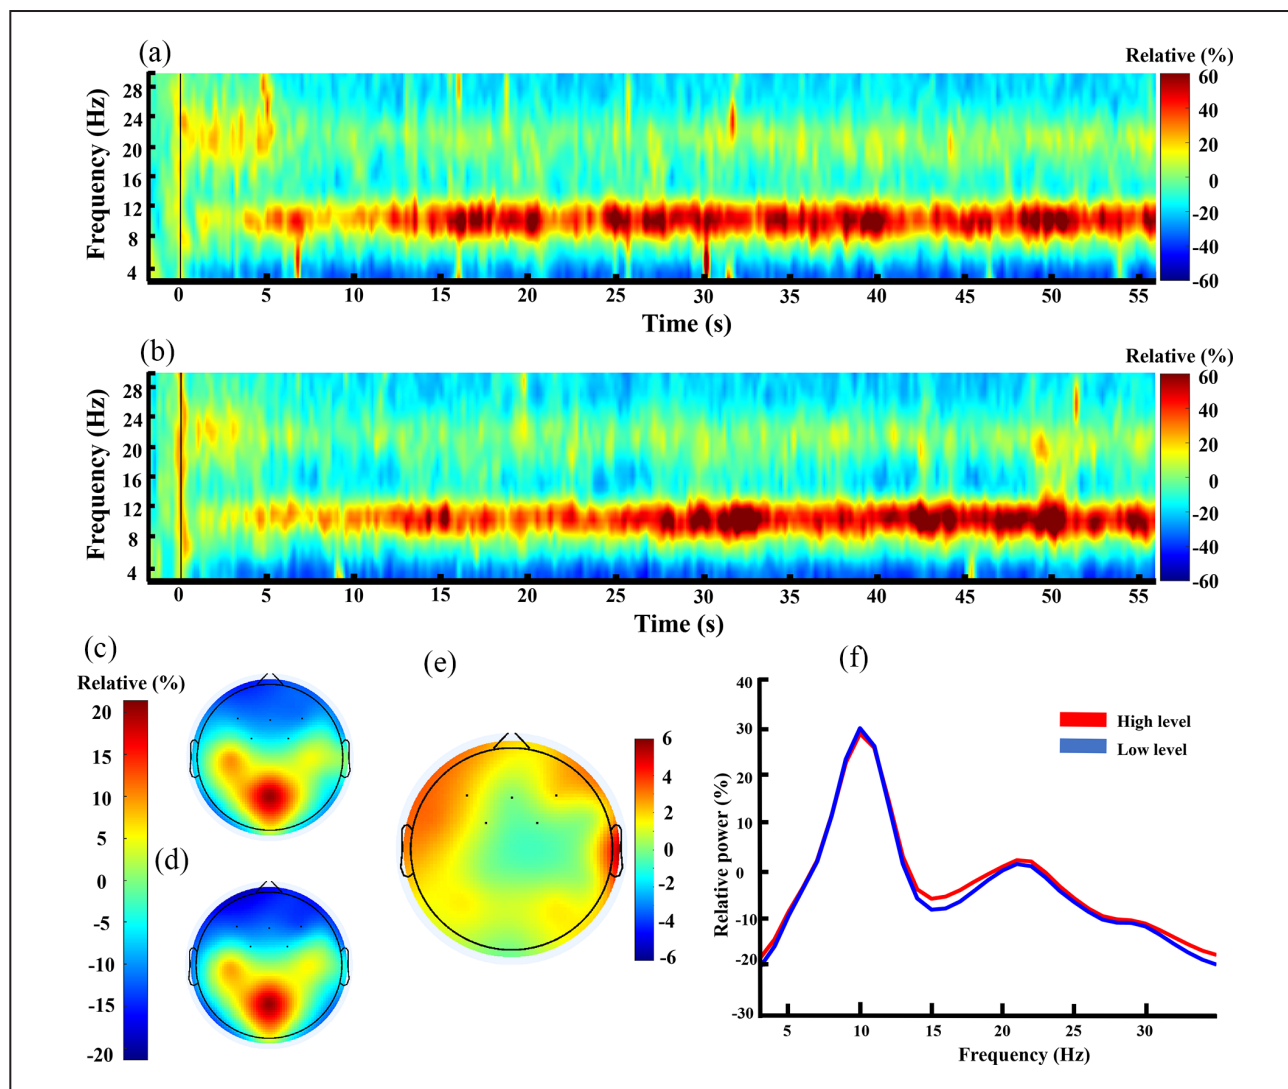 (a)
Relative (%)
Frequency (Hz)
28
24
20
16
12
8
4
0 5 10 15 20 25 30 35 40 45 50 55
Time (s)
60
40
20
0
-20
-40
-60
(b)
Relative (%)
Frequency (Hz)
28
24
20
16
12
8
4
0 5 10 15 20 25 30 35 40 45 50 55
Time (s)
60
40
20
0
-20
-40
-60
(c)
Relative (%)
20
15
10
5
0
-5
-10
-15
-20
(d)
(e)
6
4
2
0
-2
-4
-6
(f)
Relative power (%)
40
30
20
10
0
-10
-20
-30
5 10 15 20 25 30
Frequency (Hz)
High level
Low level